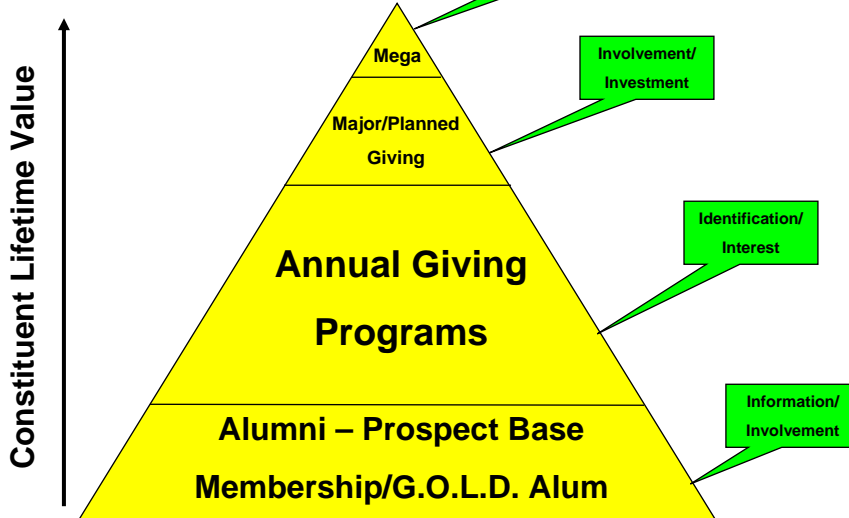 Constituent Lifetime Value
Mega
Involvement/
Investment
Major/Planned
Giving
Identification/
Interest
Annual Giving
Programs
Information/
Involvement
Alumni – Prospect Base
Membership/G.O.L.D. Alum